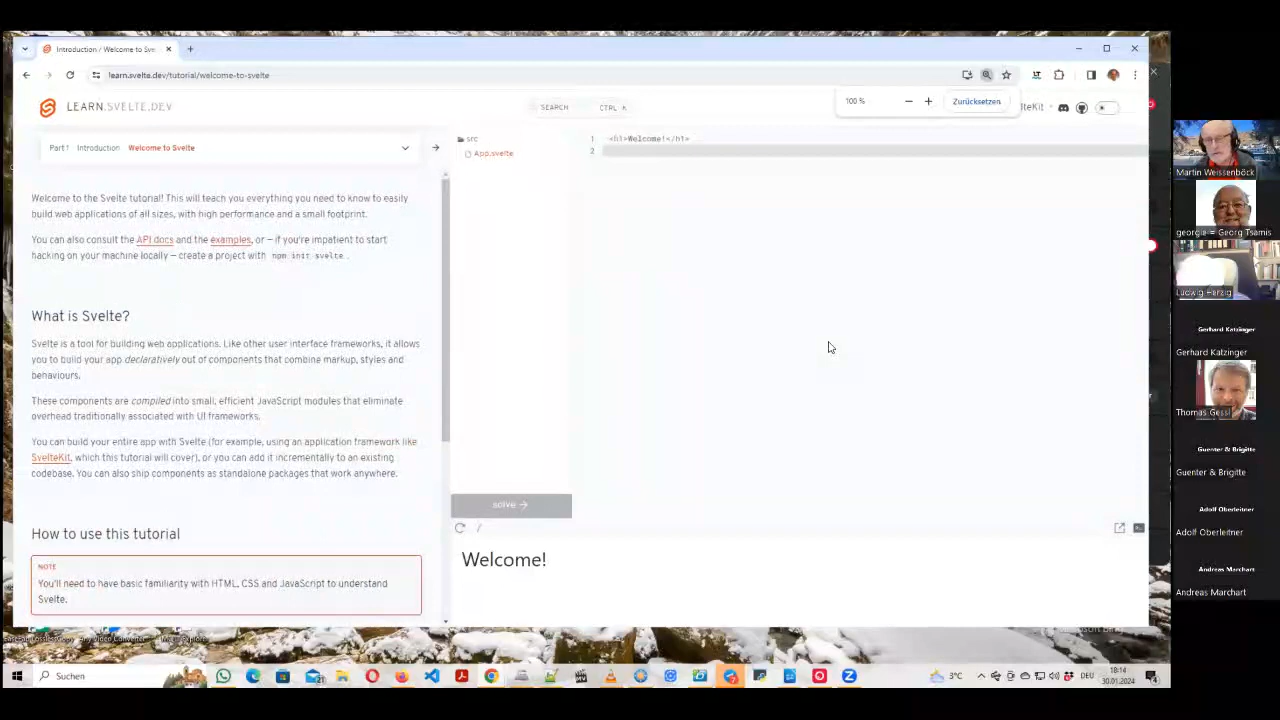 Introduction / Welcome to Sve
learn.svelte.dev/tutorial/welcome-to-svelte
LEARN.SVELTE.DEV
SEARCH CTRL K
100 %
Zurücksetzen
Part 1 Introduction Welcome to Svelte
src
App.svelte
1 <h1>Welcome!</h1>
2
Welcome to the Svelte tutorial! This will teach you everything you need to know to easily
build web applications of all sizes, with high performance and a small footprint.
You can also consult the API docs and the examples, or — if you're impatient to start
hacking on your machine locally — create a project with npm init svelte.
What is Svelte?
Svelte is a tool for building web applications. Like other user interface frameworks, it allows
you to build your app declaratively out of components that combine markup, styles and
behaviours.
These components are compiled into small, efficient JavaScript modules that eliminate
overhead traditionally associated with UI frameworks.
You can build your entire app with Svelte (for example, using an application framework like
SvelteKit, which this tutorial will cover), or you can add it incrementally to an existing
codebase. You can also ship components as standalone packages that work anywhere.
How to use this tutorial
NOTE
You'll need to have basic familiarity with HTML, CSS and JavaScript to understand
Svelte.
solve
/
Welcome!
Martin Weissenböck
georgie = Georg Tsamis
Ludwig Herzig
Gerhard Katzinger
Gerhard Katzinger
Thomas Gessl
Guenter & Brigitte
Guenter & Brigitte
Adolf Oberleitner
Adolf Oberleitner
Andreas Marchart
Andreas Marchart
Suchen
3°C
DEU
18:14
30.01.2024